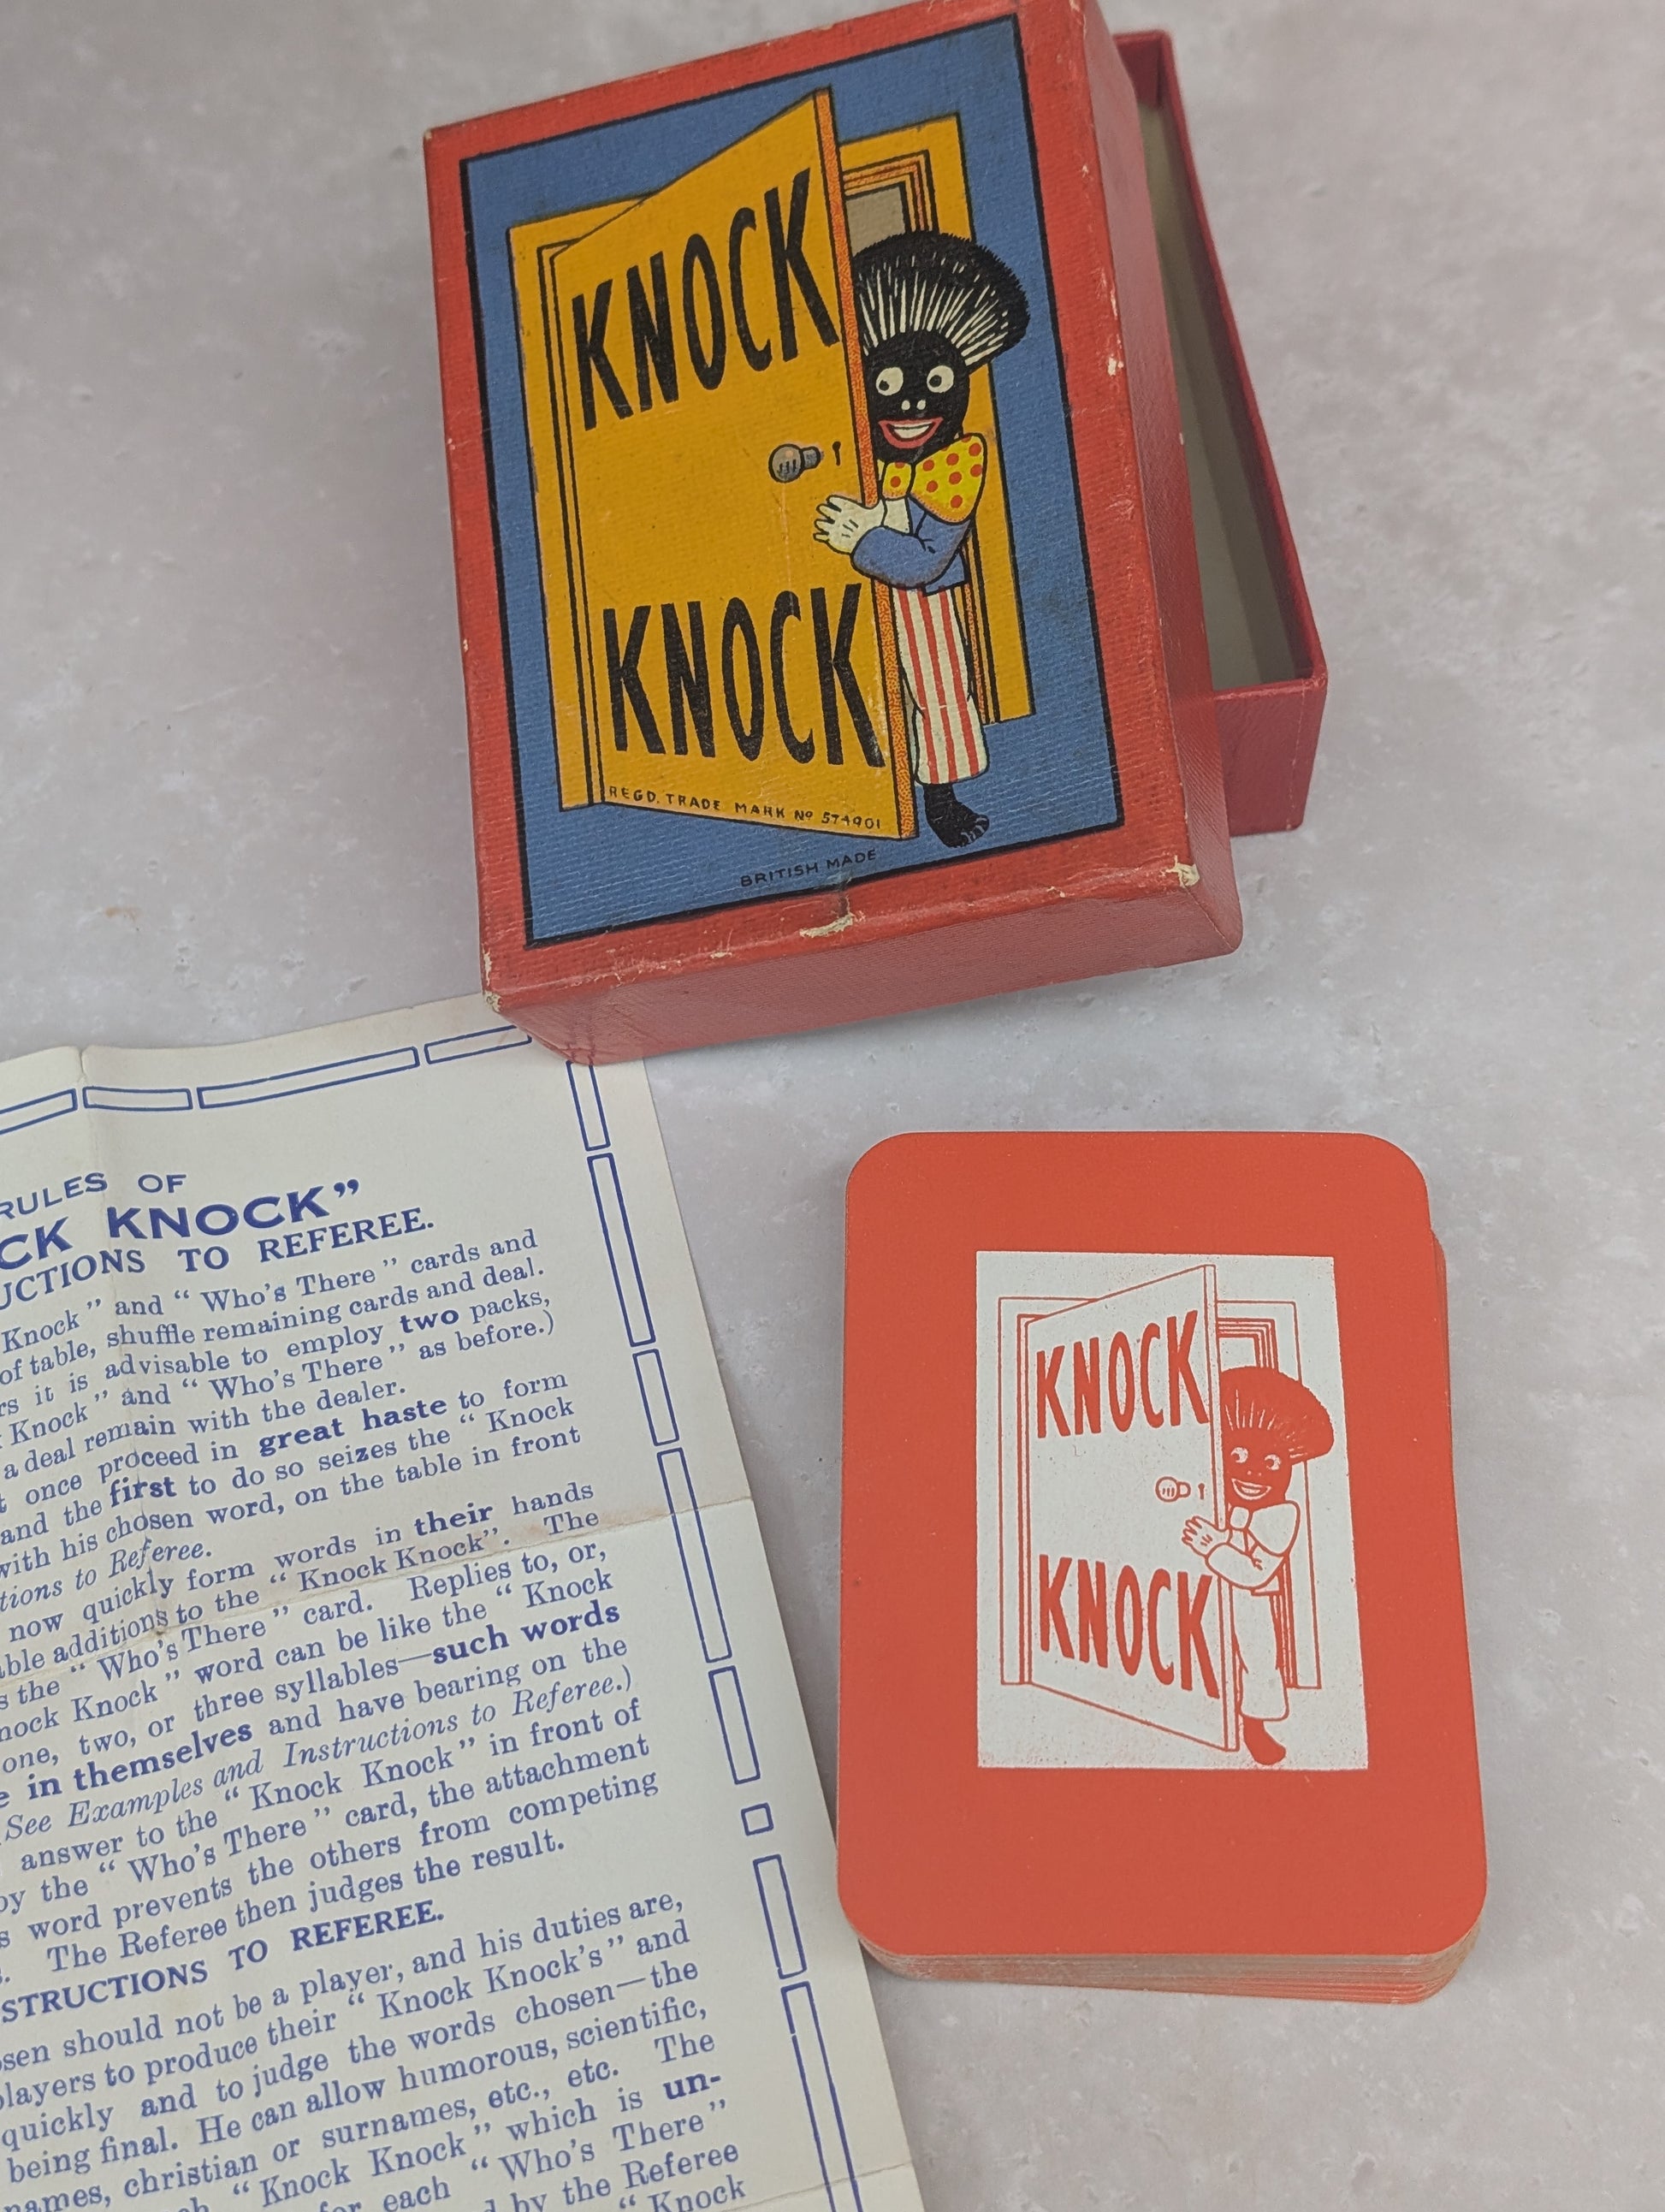 KNOCK
KNOCK
REGD. TRADE MARK Nº 574901
BRITISH MADE
RULES OF
KNOCK”
TO REFEREE.
Knock” and “Who's There” cards and
of table, shuffle remaining cards and deal.
it is advisable to employ two packs,
Knock” and “Who's There” as before.)
a deal remain with the dealer.
once proceed in great haste to form
and the first to do so seizes the “Knock
with his chosen word, on the table in front
to Referee.
now quickly form words in their hands
additions to the “Knock Knock”. The
the “Who's There” card. Replies to, or,
Knock” word can be like the “Knock
one, two, or three syllables—such words
in themselves and have bearing on the
See Examples and Instructions to Referee.)
answer to the “Knock Knock” in front of
by the “Who's There” card, the attachment
word prevents the others from competing
The Referee then judges the result.
TO REFEREE.
should not be a player, and his duties are,
players to produce their “Knock Knock's” and
quickly and to judge the words chosen—the
being final. He can allow humorous, scientific,
names, christian or surnames, etc., etc. The
“Knock Knock” which is un-
for each “Who's There”
by the Referee
“Knock
KNOCK
KNOCK